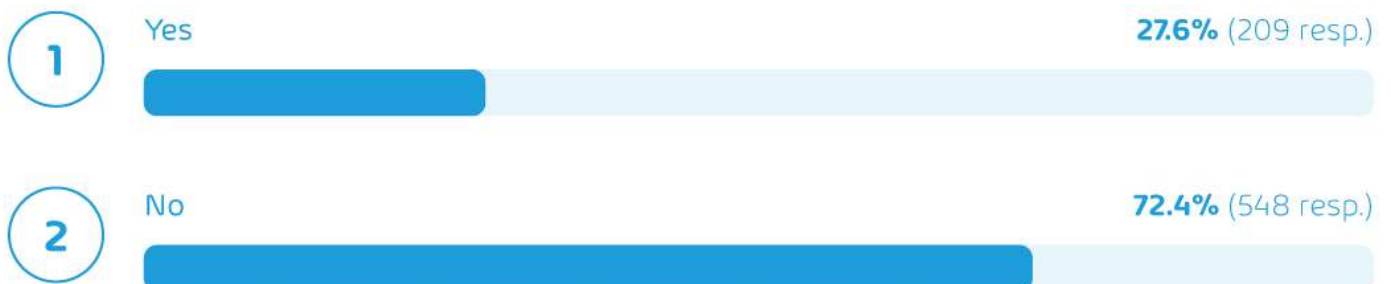 1
Yes
27.6% (209 resp.)
2
No
72.4% (548 resp.)